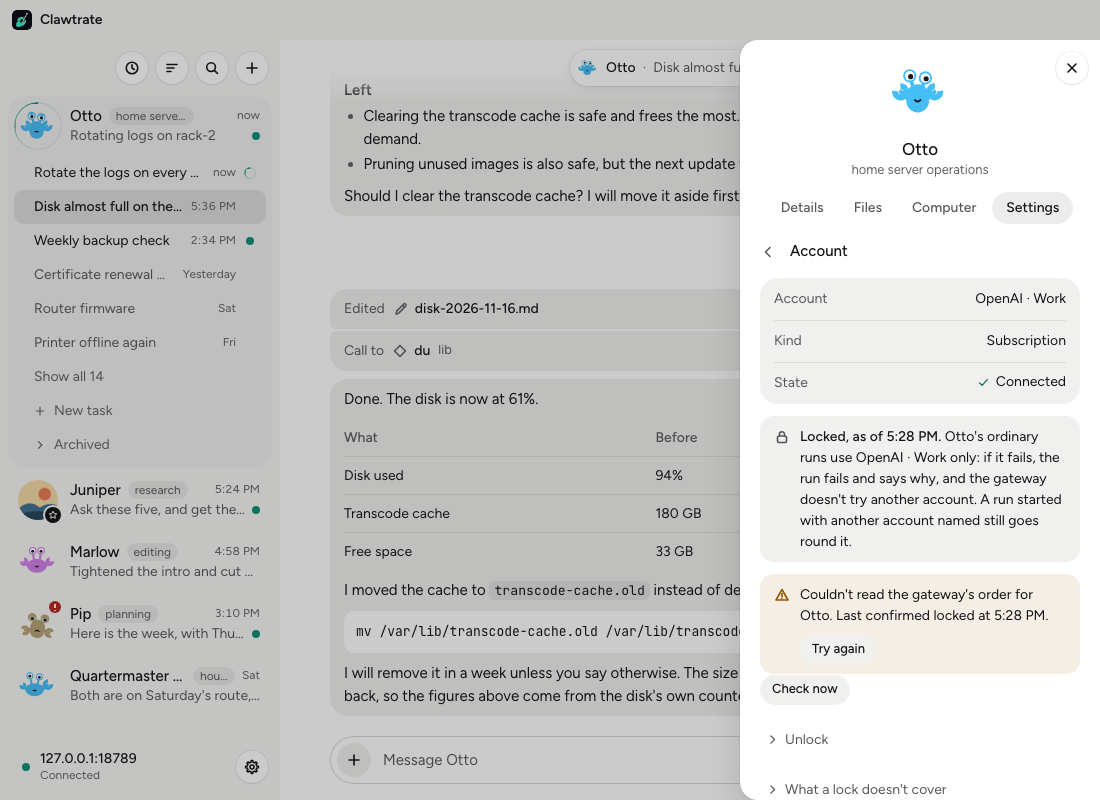 Clawtrate
Otto home serve... now
Rotating logs on rack-2
Rotate the logs on every ... now
Disk almost full on the... 5:36 PM
Weekly backup check 2:34 PM
Certificate renewal ... Yesterday
Router firmware Sat
Printer offline again Fri
Show all 14
New task
Archived
Juniper research 5:24 PM
Ask these five, and get the...
Marlow editing 4:58 PM
Tightened the intro and cut ...
Pip planning 3:10 PM
Here is the week, with Thu...
Quartermaster ... hou... Sat
Both are on Saturday's route,...
127.0.0.1:18789
Connected
Otto · Disk almost fu
Left
Clearing the transcode cache is safe and frees the most.
demand.
Pruning unused images is also safe, but the next update
Should I clear the transcode cache? I will move it aside first
Edited disk-2026-11-16.md
Call to du lib
Done. The disk is now at 61%.
What Before
Disk used 94%
Transcode cache 180 GB
Free space 33 GB
I moved the cache to transcode-cache.old instead of de
mv /var/lib/transcode-cache.old /var/lib/transcode
I will remove it in a week unless you say otherwise. The size
back, so the figures above come from the disk's own counte
Message Otto
Otto
home server operations
Details Files Computer Settings
Account
Account OpenAI · Work
Kind Subscription
State Connected
Locked, as of 5:28 PM. Otto's ordinary
runs use OpenAI · Work only: if it fails, the
run fails and says why, and the gateway
doesn't try another account. A run started
with another account named still goes
round it.
Couldn't read the gateway's order for
Otto. Last confirmed locked at 5:28 PM.
Try again
Check now
Unlock
What a lock doesn't cover